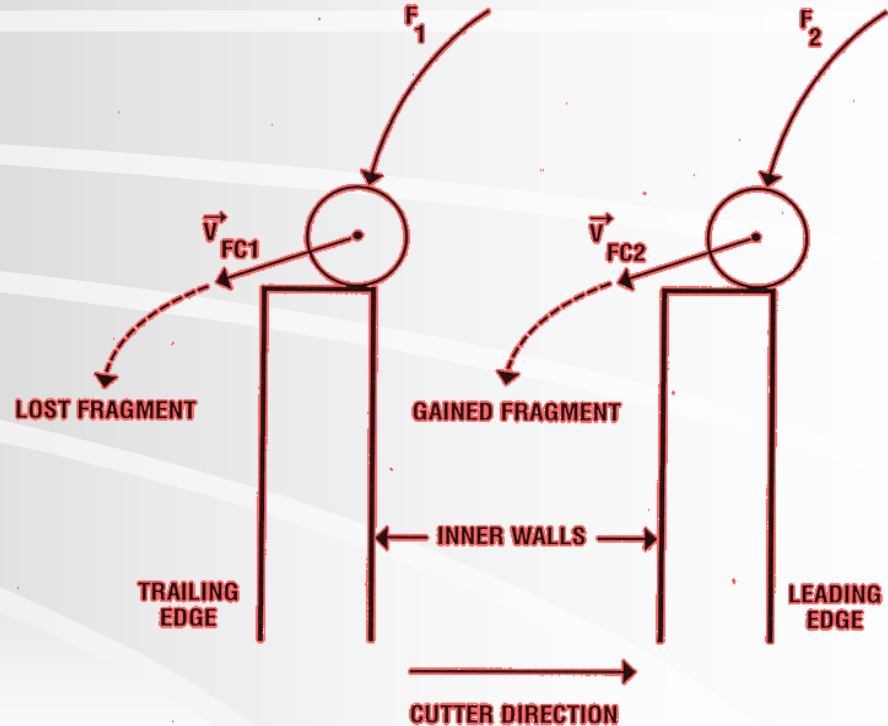 F1
F2
V FC1
V FC2
LOST FRAGMENT
GAINED FRAGMENT
INNER WALLS
TRAILING
EDGE
LEADING
EDGE
CUTTER DIRECTION